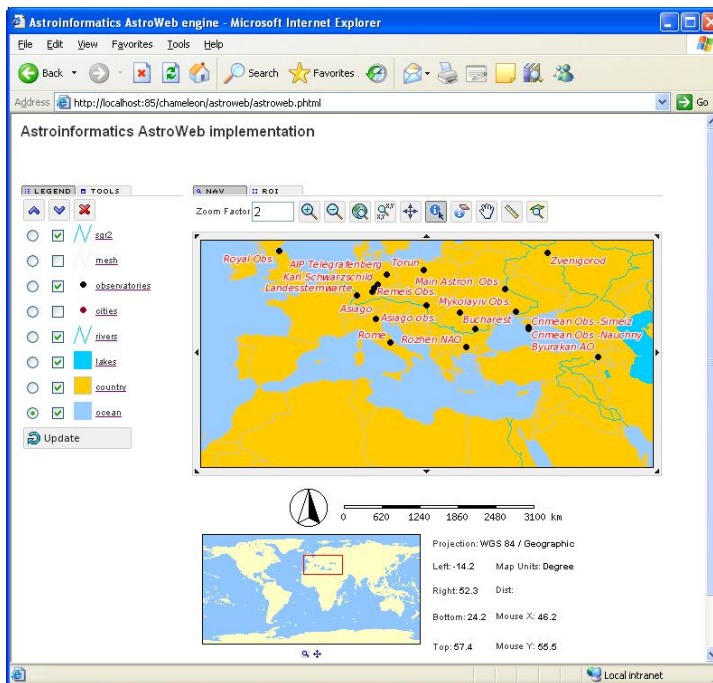 Astroinformatics AstroWeb engine - Microsoft Internet Explorer
File Edit View Favorites Tools Help
Back Search Favorites
Address http://localhost:85/chameleon/astroweb/astroweb.phtml Go
Astroinformatics AstroWeb implementation
LEGEND TOOLS NAV ROI
Zoom Factor 2
sqr2
mesh
observatories
cities
rivers
lakes
country
ocean
Update
Royal Obs.
AIP Telegrafenberg
Torun
Zvenigorod
Karl Schwarzschild
Main Astron. Obs.
Landessternwarte
Remeis Obs.
Mykolayiv Obs.
Asiago
Asiago obs.
Bucharest
Crimean Obs.-Simeiz
Rome
Rozhen NAO
Crimean Obs.-Nauchny
Byurakan AO
0 620 1240 1860 2480 3100 km
Projection: WGS 84 / Geographic
Left: -14.2 Map Units: Degree
Right: 52.3 Dist:
Bottom: 24.2 Mouse X: 46.2
Top: 57.4 Mouse Y: 55.5
Local intranet